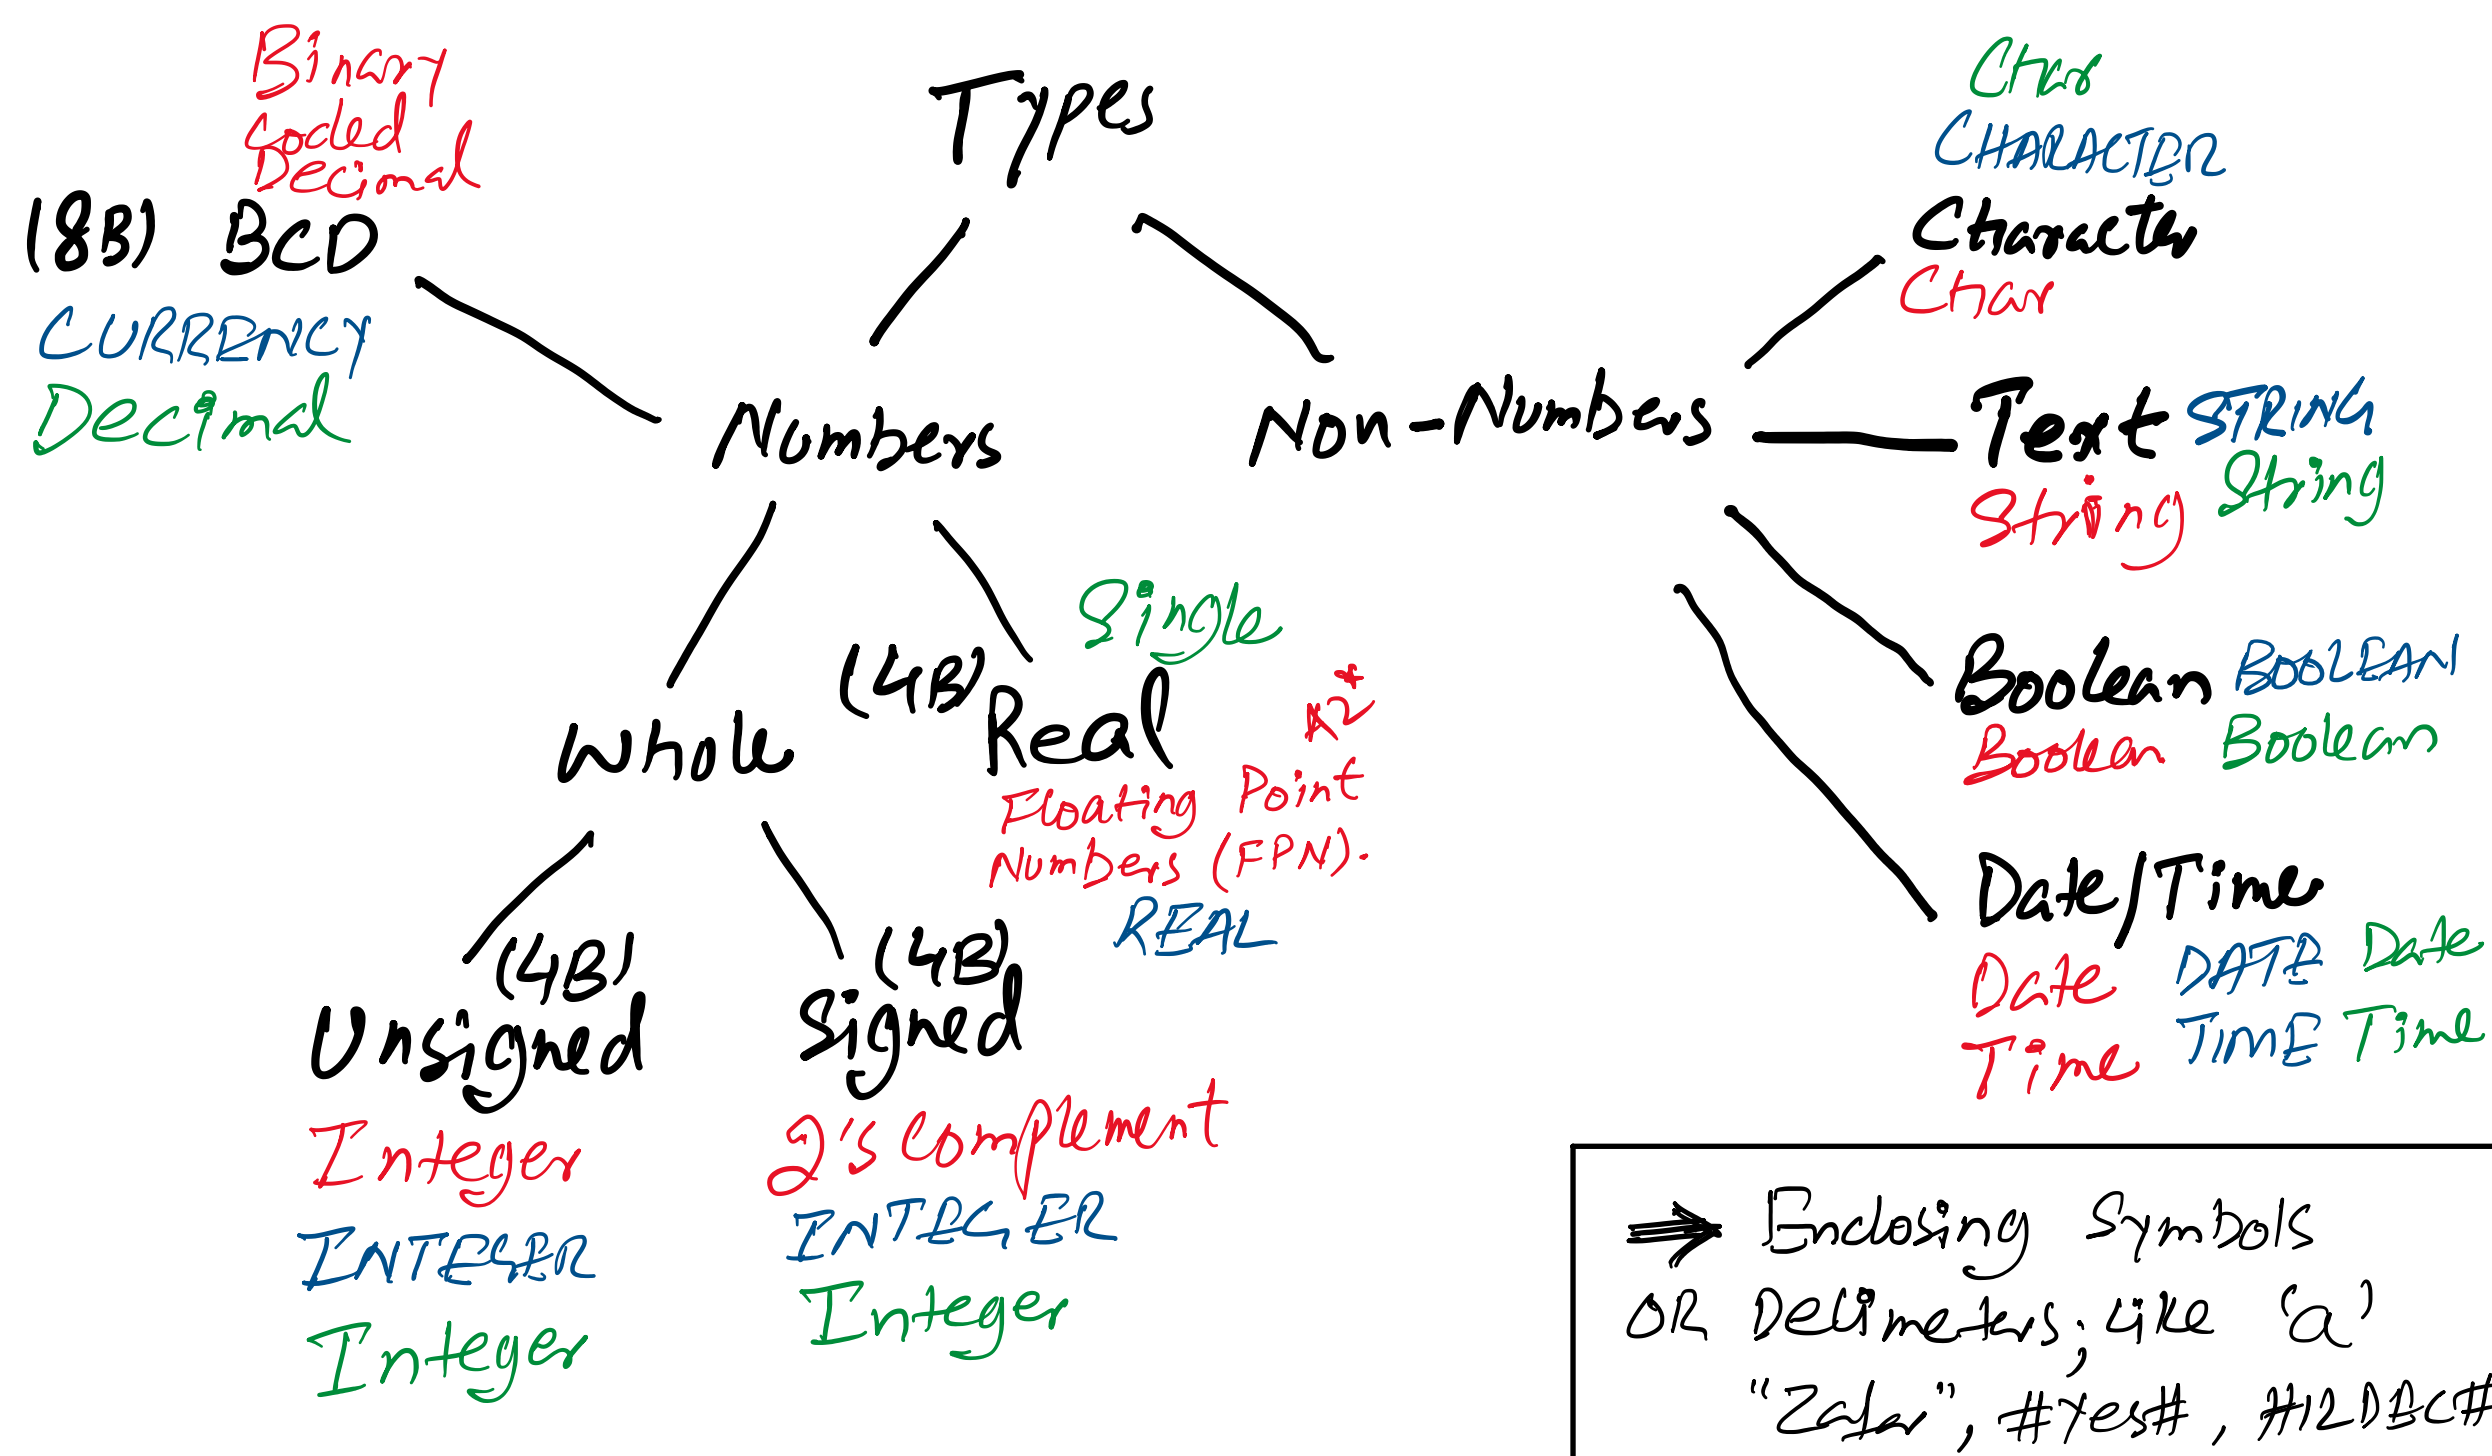 Types
Binary
Coded
Decimal
(8B) BCD
CURRENCY
Decimal
Numbers
Non-Numbers
Char
CHARACTER
Character
Char
Text STRING
String String
Boolean BOOLEAN
Boolen Boolean
Date/Time
Date DATE Date
Time TIME Time
Whole
Single
(4B)
Real
A2*
Floating Point
Numbers (FPN).
REAL
(4B)
Unsigned
Integer
INTEGER
Integer
(4B)
Signed
2's complement
INTEGER
Integer
⇒ Enclosing Symbols
OR Delimeters; like 'a'
, #Yes#, #12DEC#